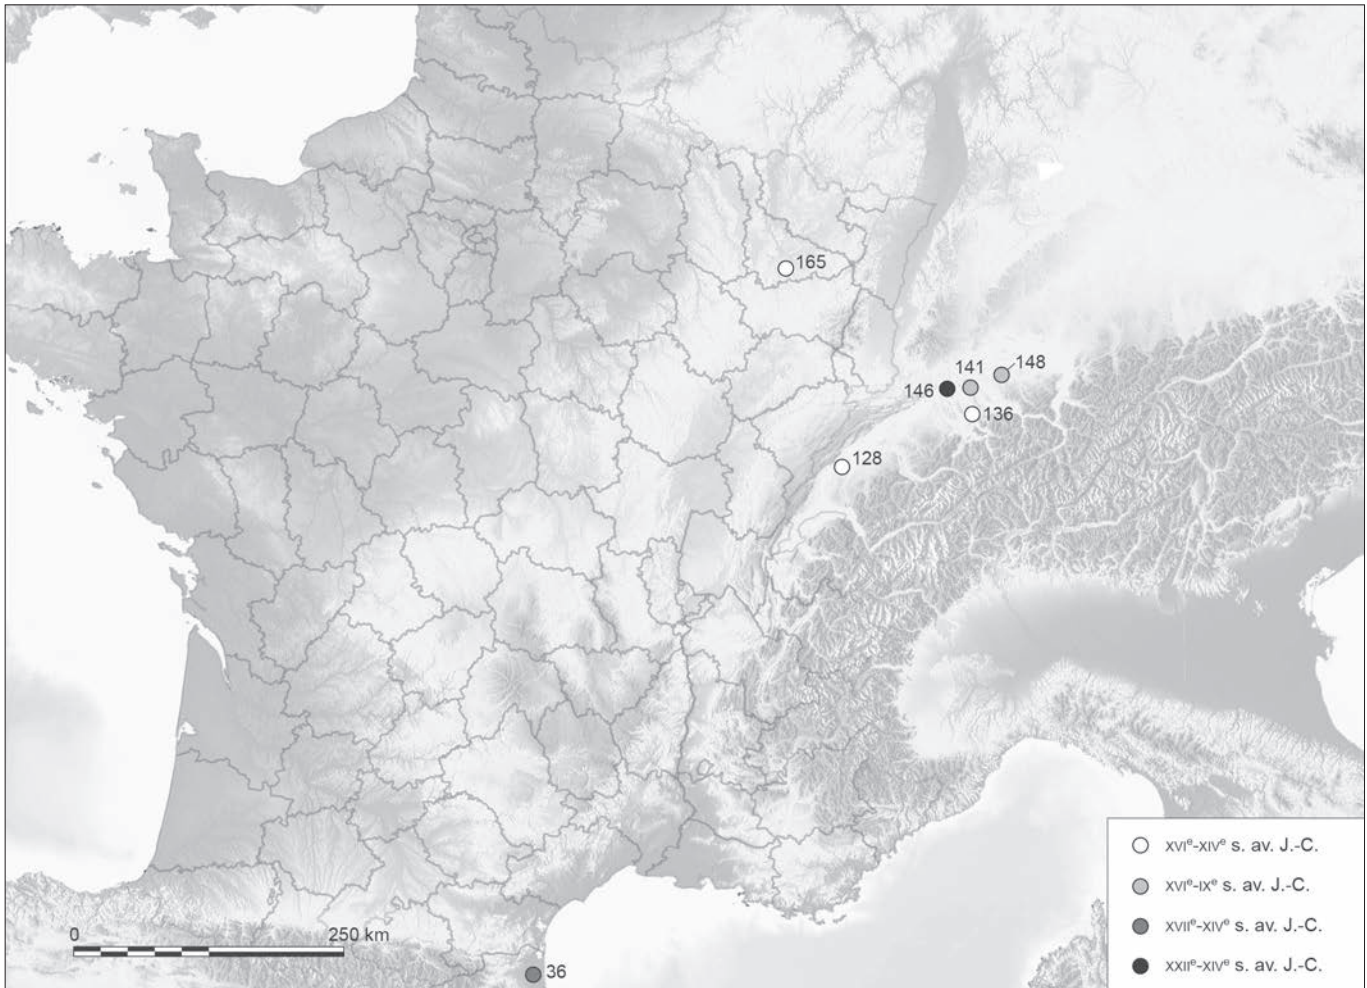 165
148
141
146
136
128
XVIe-XIVe s. av. J.-C.
XVIe-IXe s. av. J.-C.
XVIIe-XIVe s. av. J.-C.
XXIIe-XIVe s. av. J.-C.
0 250 km
36